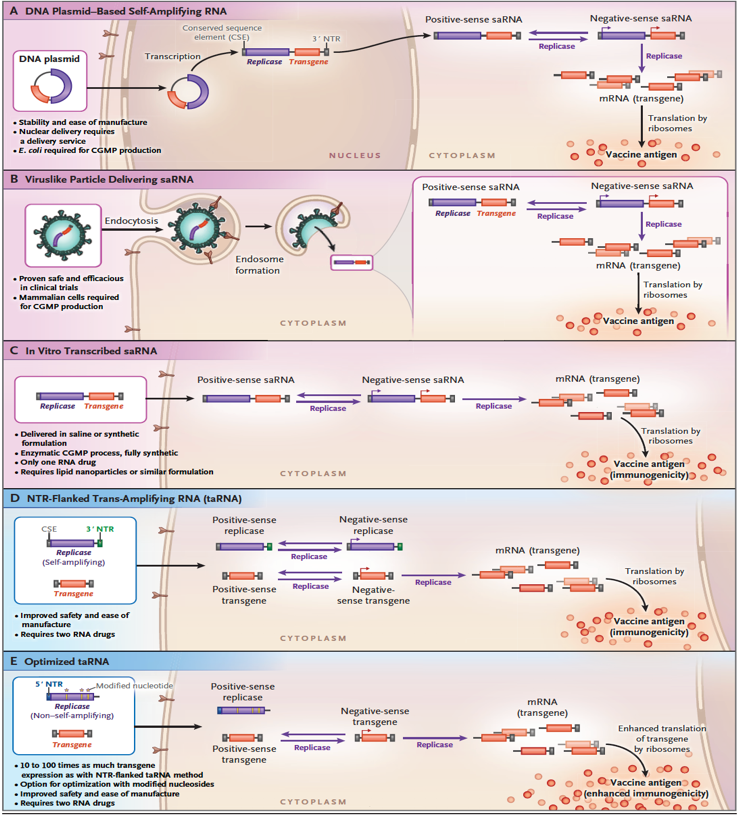 A DNA Plasmid–Based Self-Amplifying RNA
DNA plasmid
Transcription
Conserved sequence
element (CSE)
3′ NTR
Replicase Transgene
Positive-sense saRNA
Negative-sense saRNA
Replicase
Replicase
mRNA (transgene)
Translation by
ribosomes
Vaccine antigen
• Stability and ease of manufacture
• Nuclear delivery requires
a delivery service
• E. coli required for CGMP production
NUCLEUS
CYTOPLASM
B Viruslike Particle Delivering saRNA
Endocytosis
Endosome
formation
• Proven safe and efficacious
in clinical trials
• Mammalian cells required
for CGMP production
CYTOPLASM
Positive-sense saRNA
Negative-sense saRNA
Replicase Transgene
Replicase
Replicase
mRNA (transgene)
Translation by
ribosomes
Vaccine antigen
C In Vitro Transcribed saRNA
Replicase Transgene
Positive-sense saRNA
Negative-sense saRNA
Replicase
Replicase
mRNA (transgene)
Translation by
ribosomes
Vaccine antigen
(immunogenicity)
• Delivered in saline or synthetic
formulation
• Enzymatic CGMP process, fully synthetic
• Only one RNA drug
• Requires lipid nanoparticles or similar formulation
CYTOPLASM
D NTR-Flanked Trans-Amplifying RNA (taRNA)
CSE 3′ NTR
Replicase
(Self-amplifying)
Transgene
Positive-sense
replicase
Negative-sense
replicase
Replicase
Replicase
Replicase
Positive-sense
transgene
Negative-
sense transgene
mRNA (transgene)
Translation by
ribosomes
Vaccine antigen
(immunogenicity)
• Improved safety and ease of
manufacture
• Requires two RNA drugs
CYTOPLASM
E Optimized taRNA
5′ NTR Modified nucleotide
Replicase
(Non–self-amplifying)
Transgene
Positive-sense
replicase
Positive-sense
transgene
Negative-sense
transgene
Replicase
Replicase
mRNA
(transgene)
Enhanced translation
of transgene
by ribosomes
Vaccine antigen
(enhanced immunogenicity)
• 10 to 100 times as much transgene
expression as with NTR-flanked taRNA method
• Option for optimization with modified nucleosides
• Improved safety and ease of manufacture
• Requires two RNA drugs
CYTOPLASM